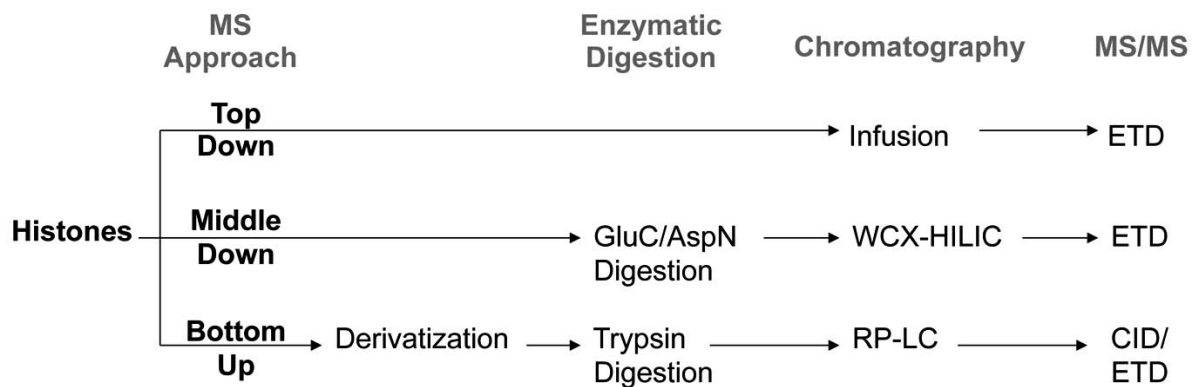 MS
Approach
Enzymatic
Digestion
Chromatography
MS/MS
Top
Down
Infusion
ETD
Histones
Middle
Down
GluC/AspN
Digestion
WCX-HILIC
ETD
Bottom
Up
Derivatization
Trypsin
Digestion
RP-LC
CID/
ETD